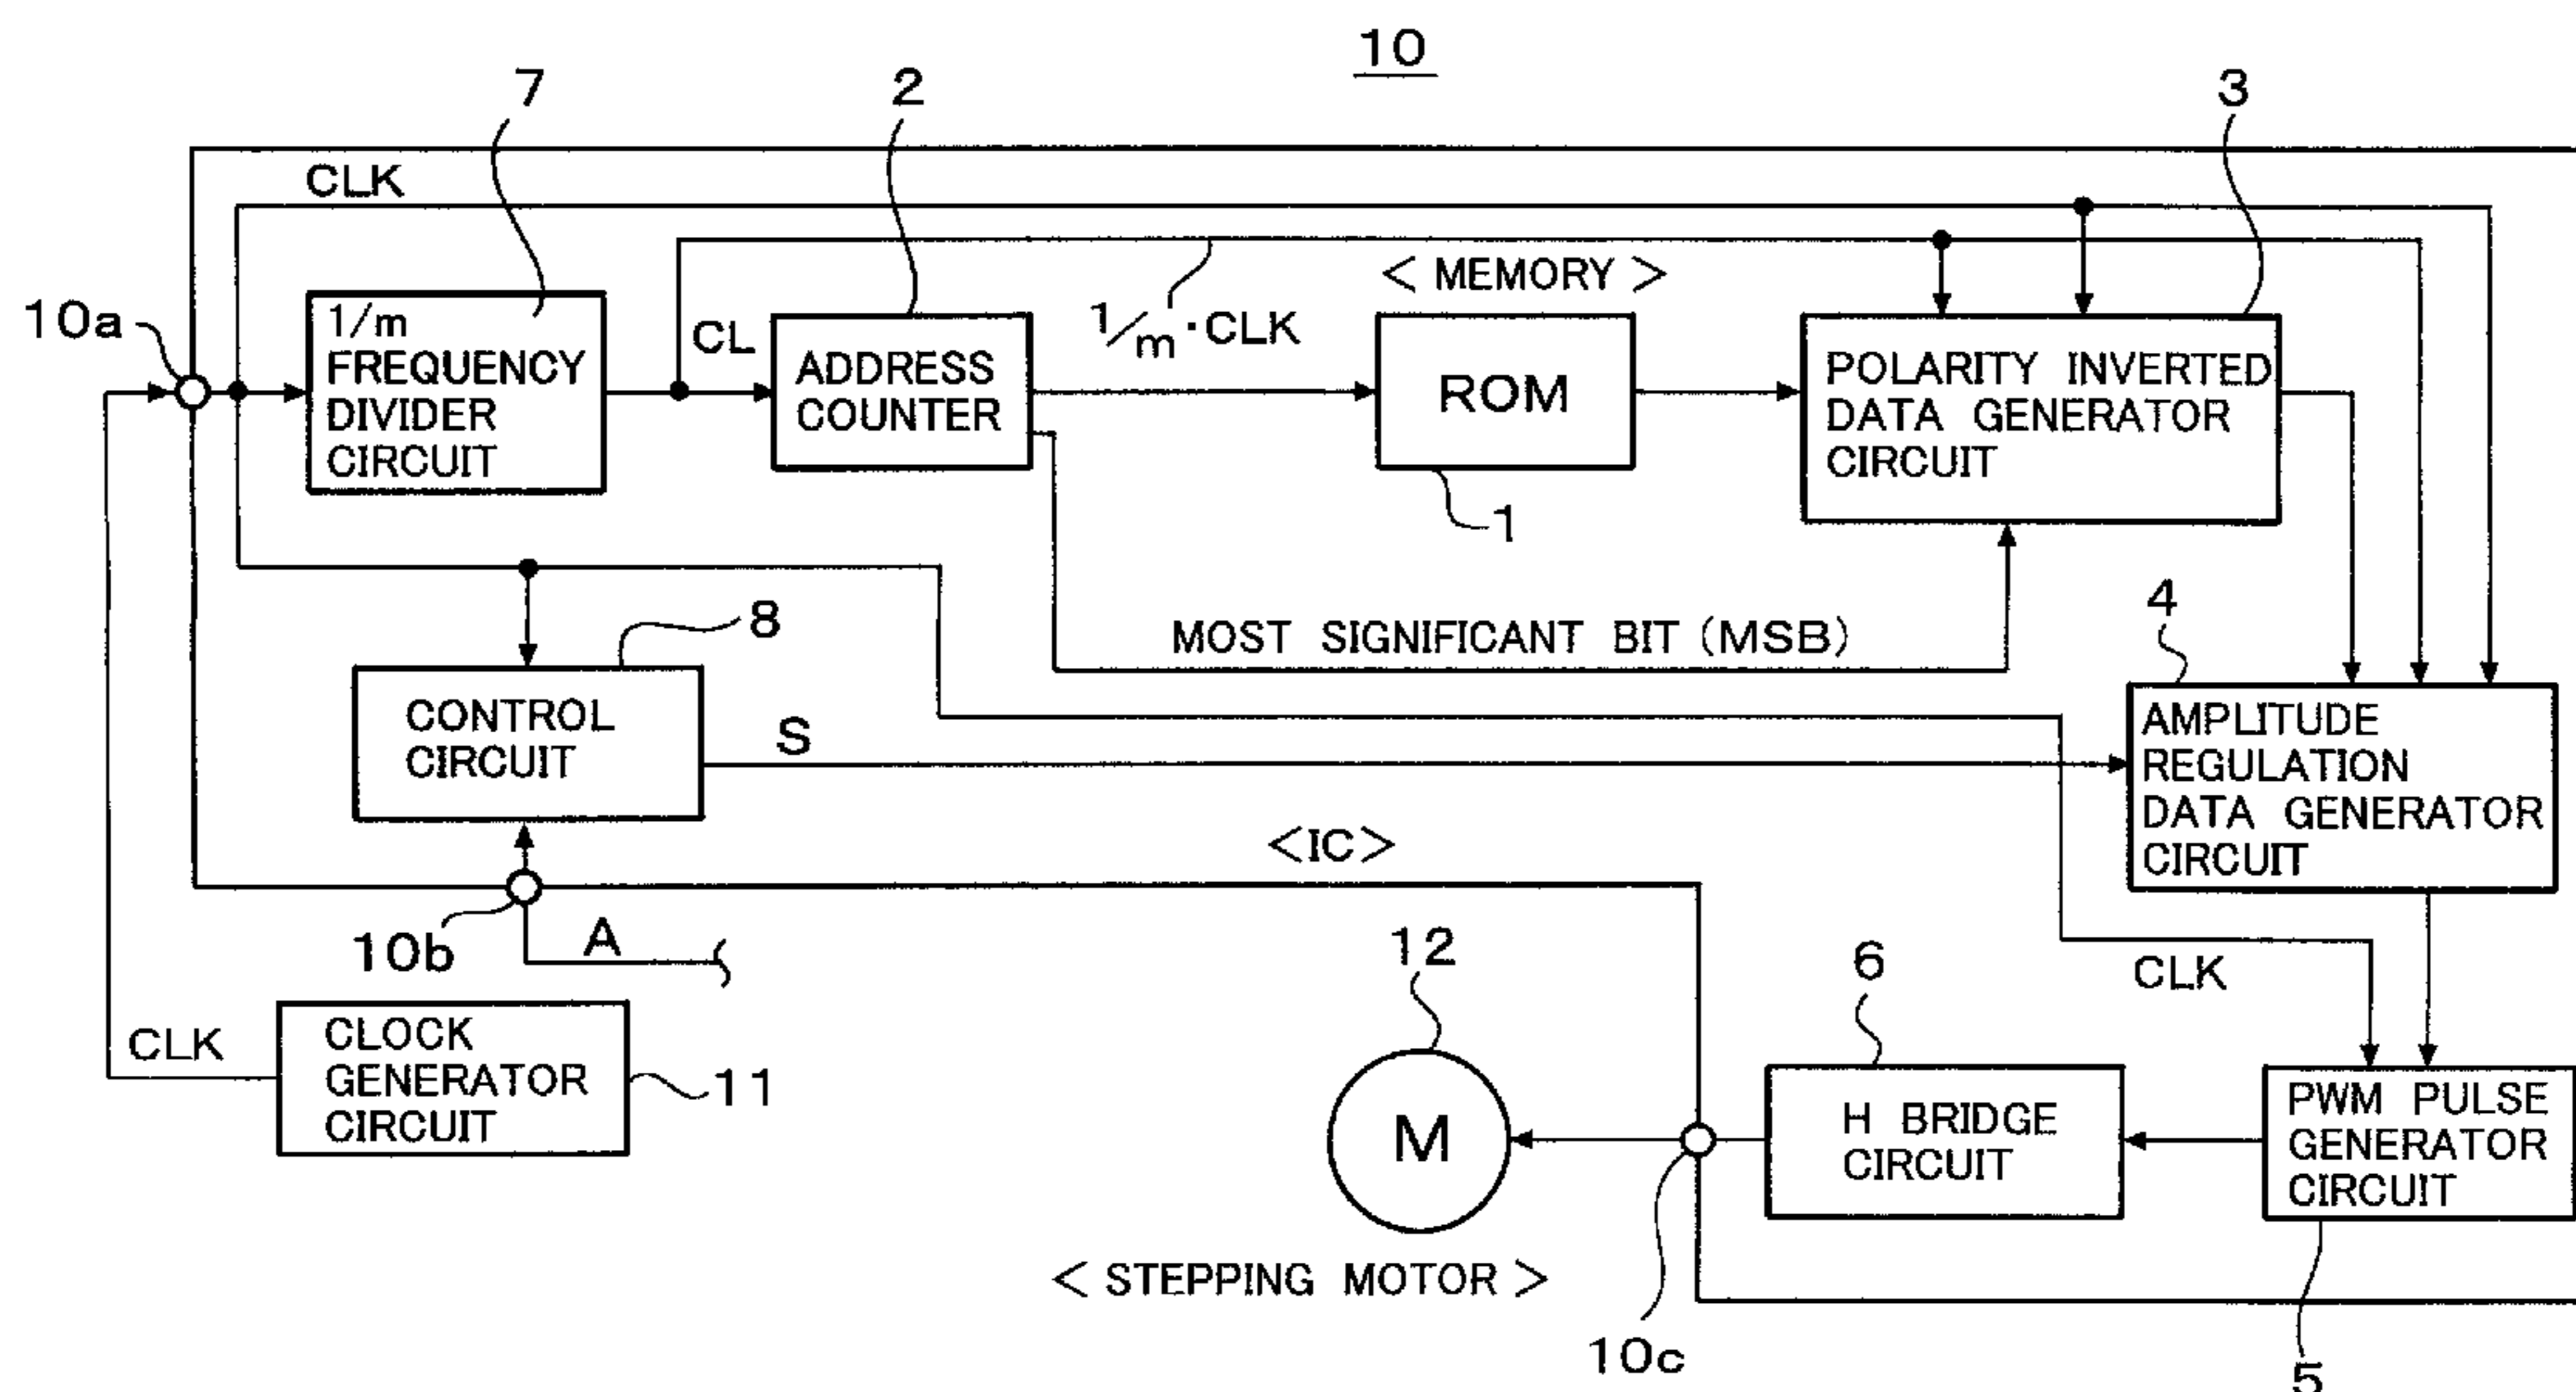 10
7
2
3
CLK
< MEMORY >
10a
1/m
FREQUENCY
DIVIDER
CIRCUIT
CL
ADDRESS
COUNTER
1/m·CLK
ROM
POLARITY INVERTED
DATA GENERATOR
CIRCUIT
1
8
MOST SIGNIFICANT BIT (MSB)
4
CONTROL
CIRCUIT
S
AMPLITUDE
REGULATION
DATA GENERATOR
CIRCUIT
<IC>
10b
A
12
6
CLK
CLK
CLOCK
GENERATOR
CIRCUIT
11
M
H BRIDGE
CIRCUIT
PWM PULSE
GENERATOR
CIRCUIT
< STEPPING MOTOR >
10c
5